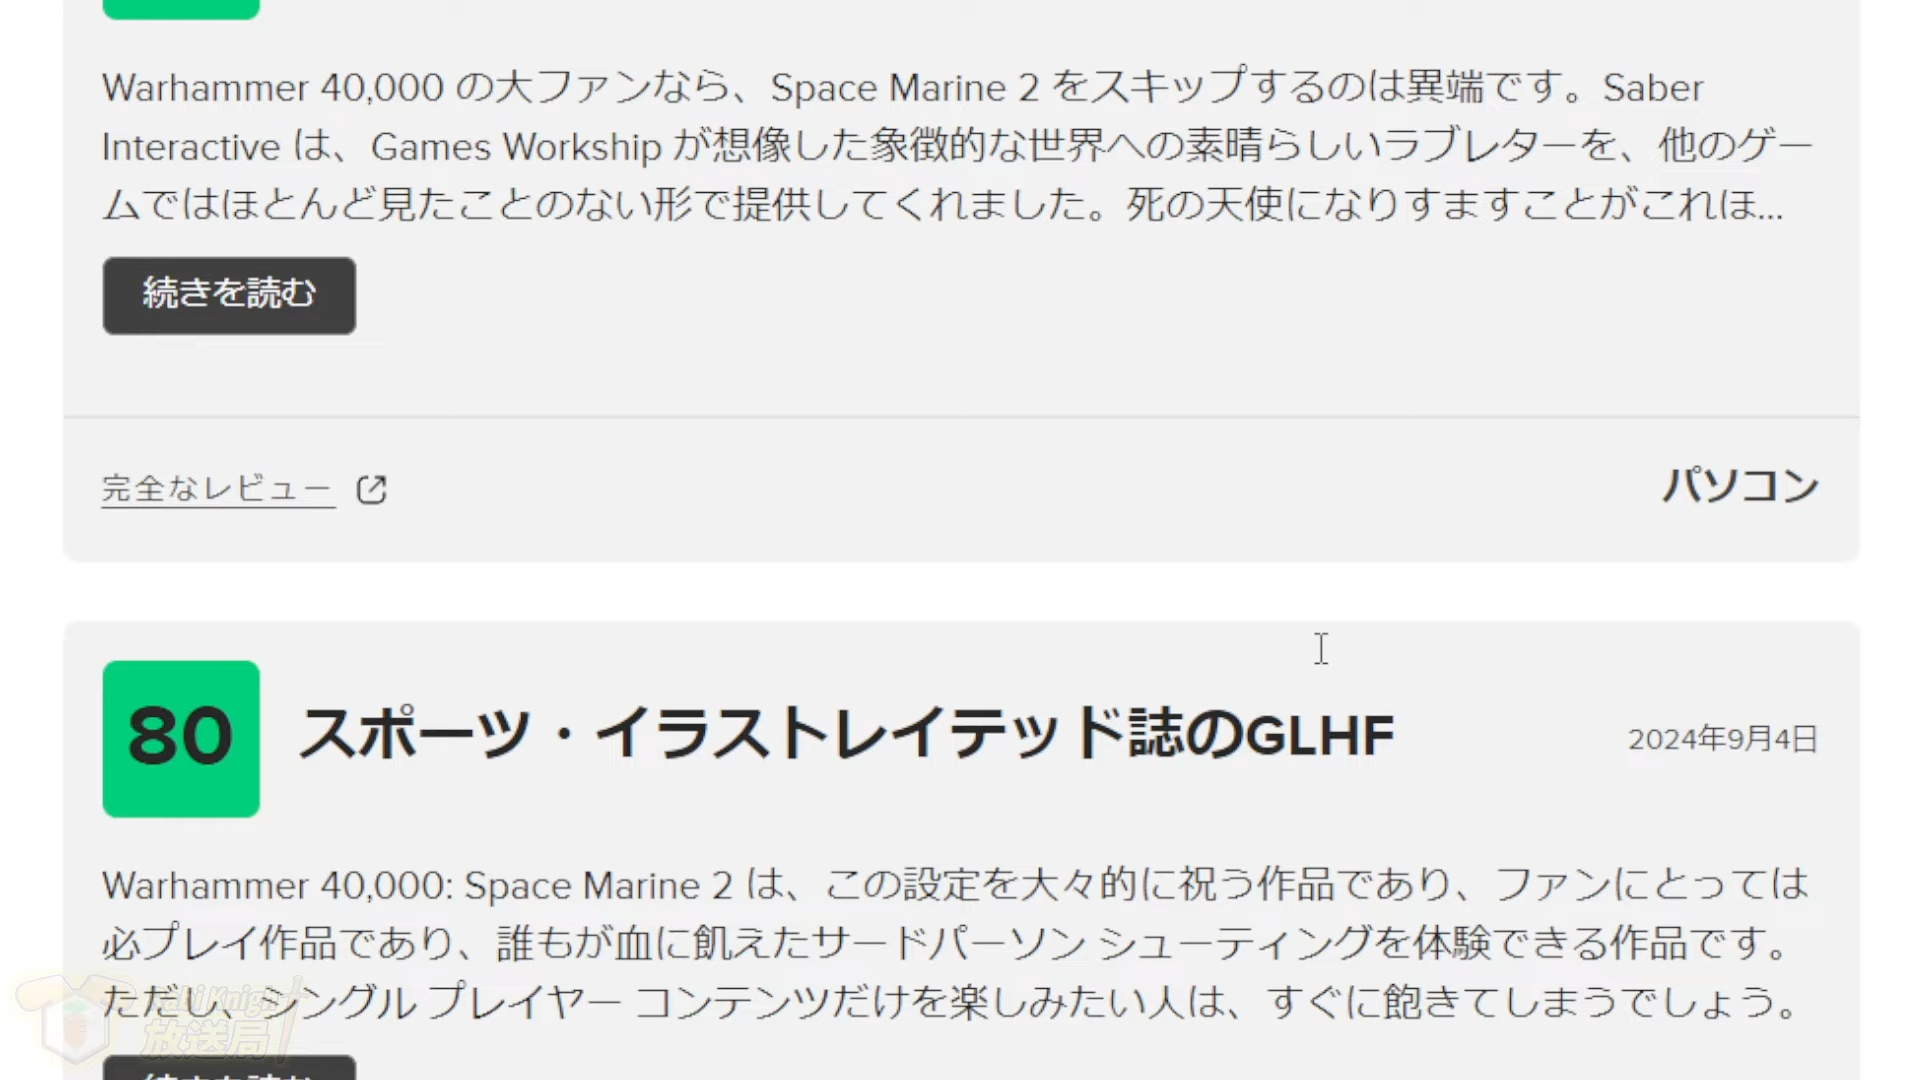 Warhammer 40,000 の大ファンなら、Space Marine 2 をスキップするのは異端です。Saber
Interactive は、Games Workship が想像した象徴的な世界への素晴らしいラブレターを、他のゲー
ムではほとんど見たことのない形で提供してくれました。死の天使になりすますことがこれほ...
続きを読む
完全なレビュー
パソコン
80
スポーツ・イラストレイテッド誌のGLHF
2024年9月4日
Warhammer 40,000: Space Marine 2 は、この設定を大々的に祝う作品であり、ファンにとっては
必プレイ作品であり、誰もが血に飢えたサードパーソン シューティングを体験できる作品です。
ただし、シングル プレイヤー コンテンツだけを楽しみたい人は、すぐに飽きてしまうでしょう。
放送局
続きを読む